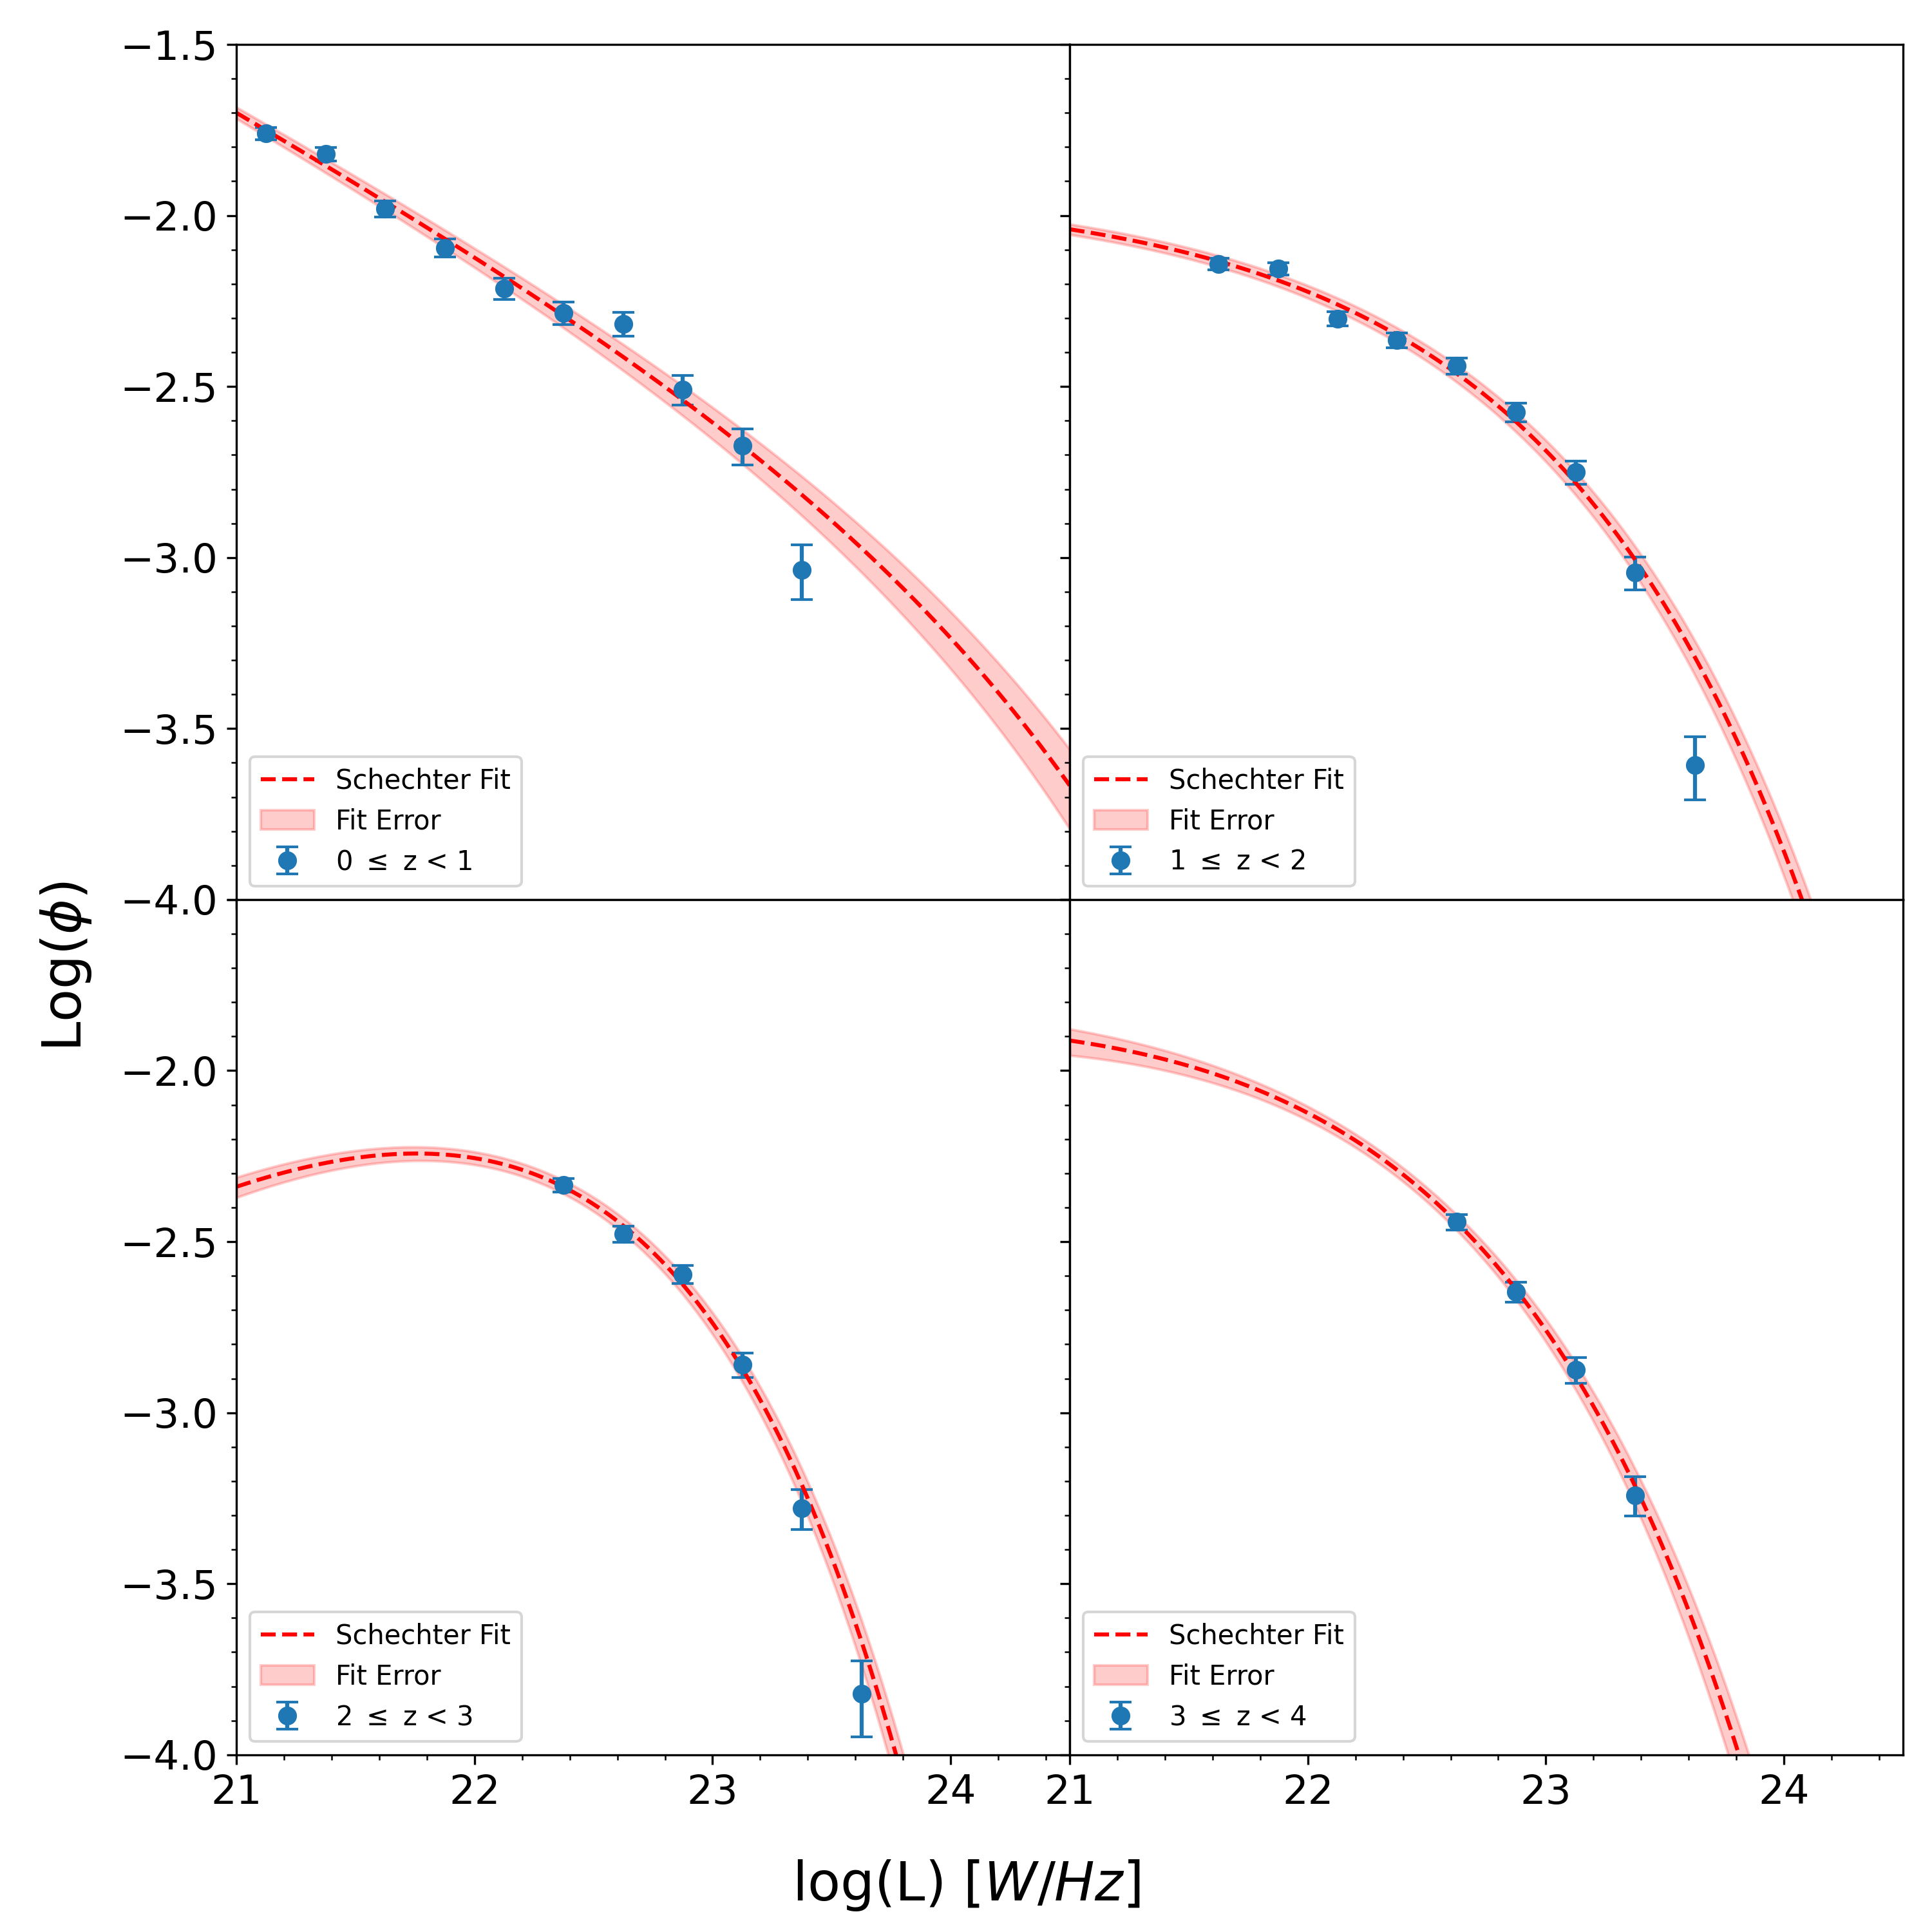 −1.5
−2.0
−2.5
−3.0
−3.5
−4.0
Schechter Fit
Fit Error
0 ≤ z < 1
Schechter Fit
Fit Error
1 ≤ z < 2
Log(ϕ)
−2.0
−2.5
−3.0
−3.5
−4.0
Schechter Fit
Fit Error
2 ≤ z < 3
Schechter Fit
Fit Error
3 ≤ z < 4
21 22 23 24 21 22 23 24
log(L) [W/Hz]